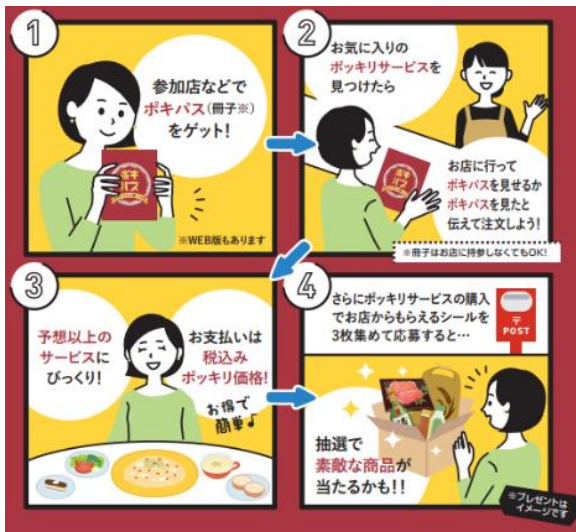 1
参加店などで
ポキパス(冊子※)
をゲット!
ポキ
パス
※WEB版もあります
2
お気に入りの
ポッキリサービスを
見つけたら
ポキ
パス
お店に行って
ポキパスを見せるか
ポキパスを見たと
伝えて注文しよう!
※冊子はお店に持参しなくてもOK!
3
予想以上の
サービスに
びっくり!
お支払いは
税込み
ポッキリ価格!
お得で
簡単♪
4
さらにポッキリサービスの購入
でお店からもらえるシールを
3枚集めて応募すると…
〒
POST
抽選で
素敵な商品が
当たるかも!!
※プレゼントは
イメージです